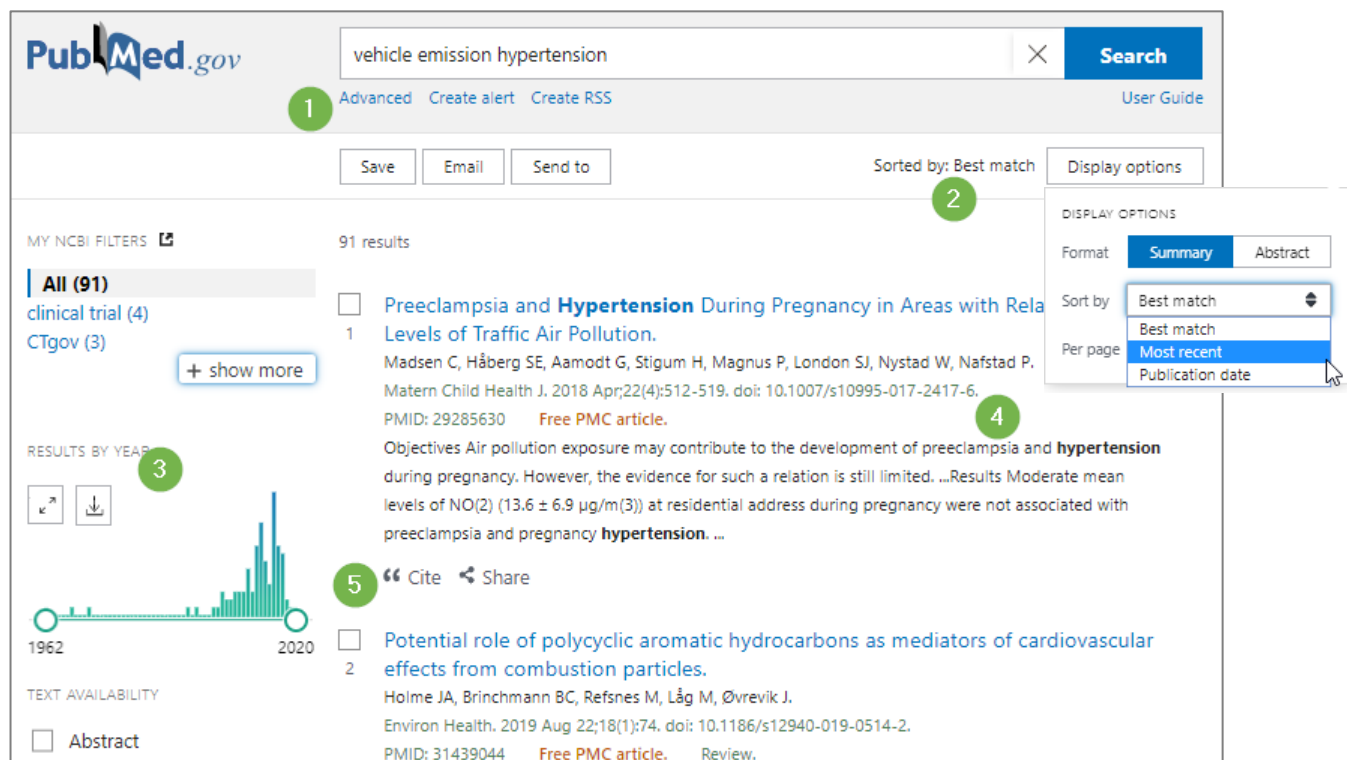 PubMed.gov
vehicle emission hypertension
Search
Advanced Create alert Create RSS
User Guide
1
Save
Email
Send to
Sorted by: Best match
Display options
2
DISPLAY OPTIONS
Format
Summary
Abstract
Sort by
Best match
Best match
Most recent
Publication date
Per page
MY NCBI FILTERS
All (91)
clinical trial (4)
CTgov (3)
+ show more
RESULTS BY YEAR
3
1962
2020
TEXT AVAILABILITY
Abstract
91 results
1
Preeclampsia and Hypertension During Pregnancy in Areas with Rela
Levels of Traffic Air Pollution.
Madsen C, Håberg SE, Aamodt G, Stigum H, Magnus P, London SJ, Nystad W, Nafstad P.
Matern Child Health J. 2018 Apr;22(4):512-519. doi: 10.1007/s10995-017-2417-6.
PMID: 29285630 Free PMC article.
4
Objectives Air pollution exposure may contribute to the development of preeclampsia and hypertension
during pregnancy. However, the evidence for such a relation is still limited. ...Results Moderate mean
levels of NO(2) (13.6 ± 6.9 μg/m(3)) at residential address during pregnancy were not associated with
preeclampsia and pregnancy hypertension. ...
5
Cite Share
2
Potential role of polycyclic aromatic hydrocarbons as mediators of cardiovascular
effects from combustion particles.
Holme JA, Brinchmann BC, Refsnes M, Låg M, Øvrevik J.
Environ Health. 2019 Aug 22;18(1):74. doi: 10.1186/s12940-019-0514-2.
PMID: 31439044 Free PMC article. Review.